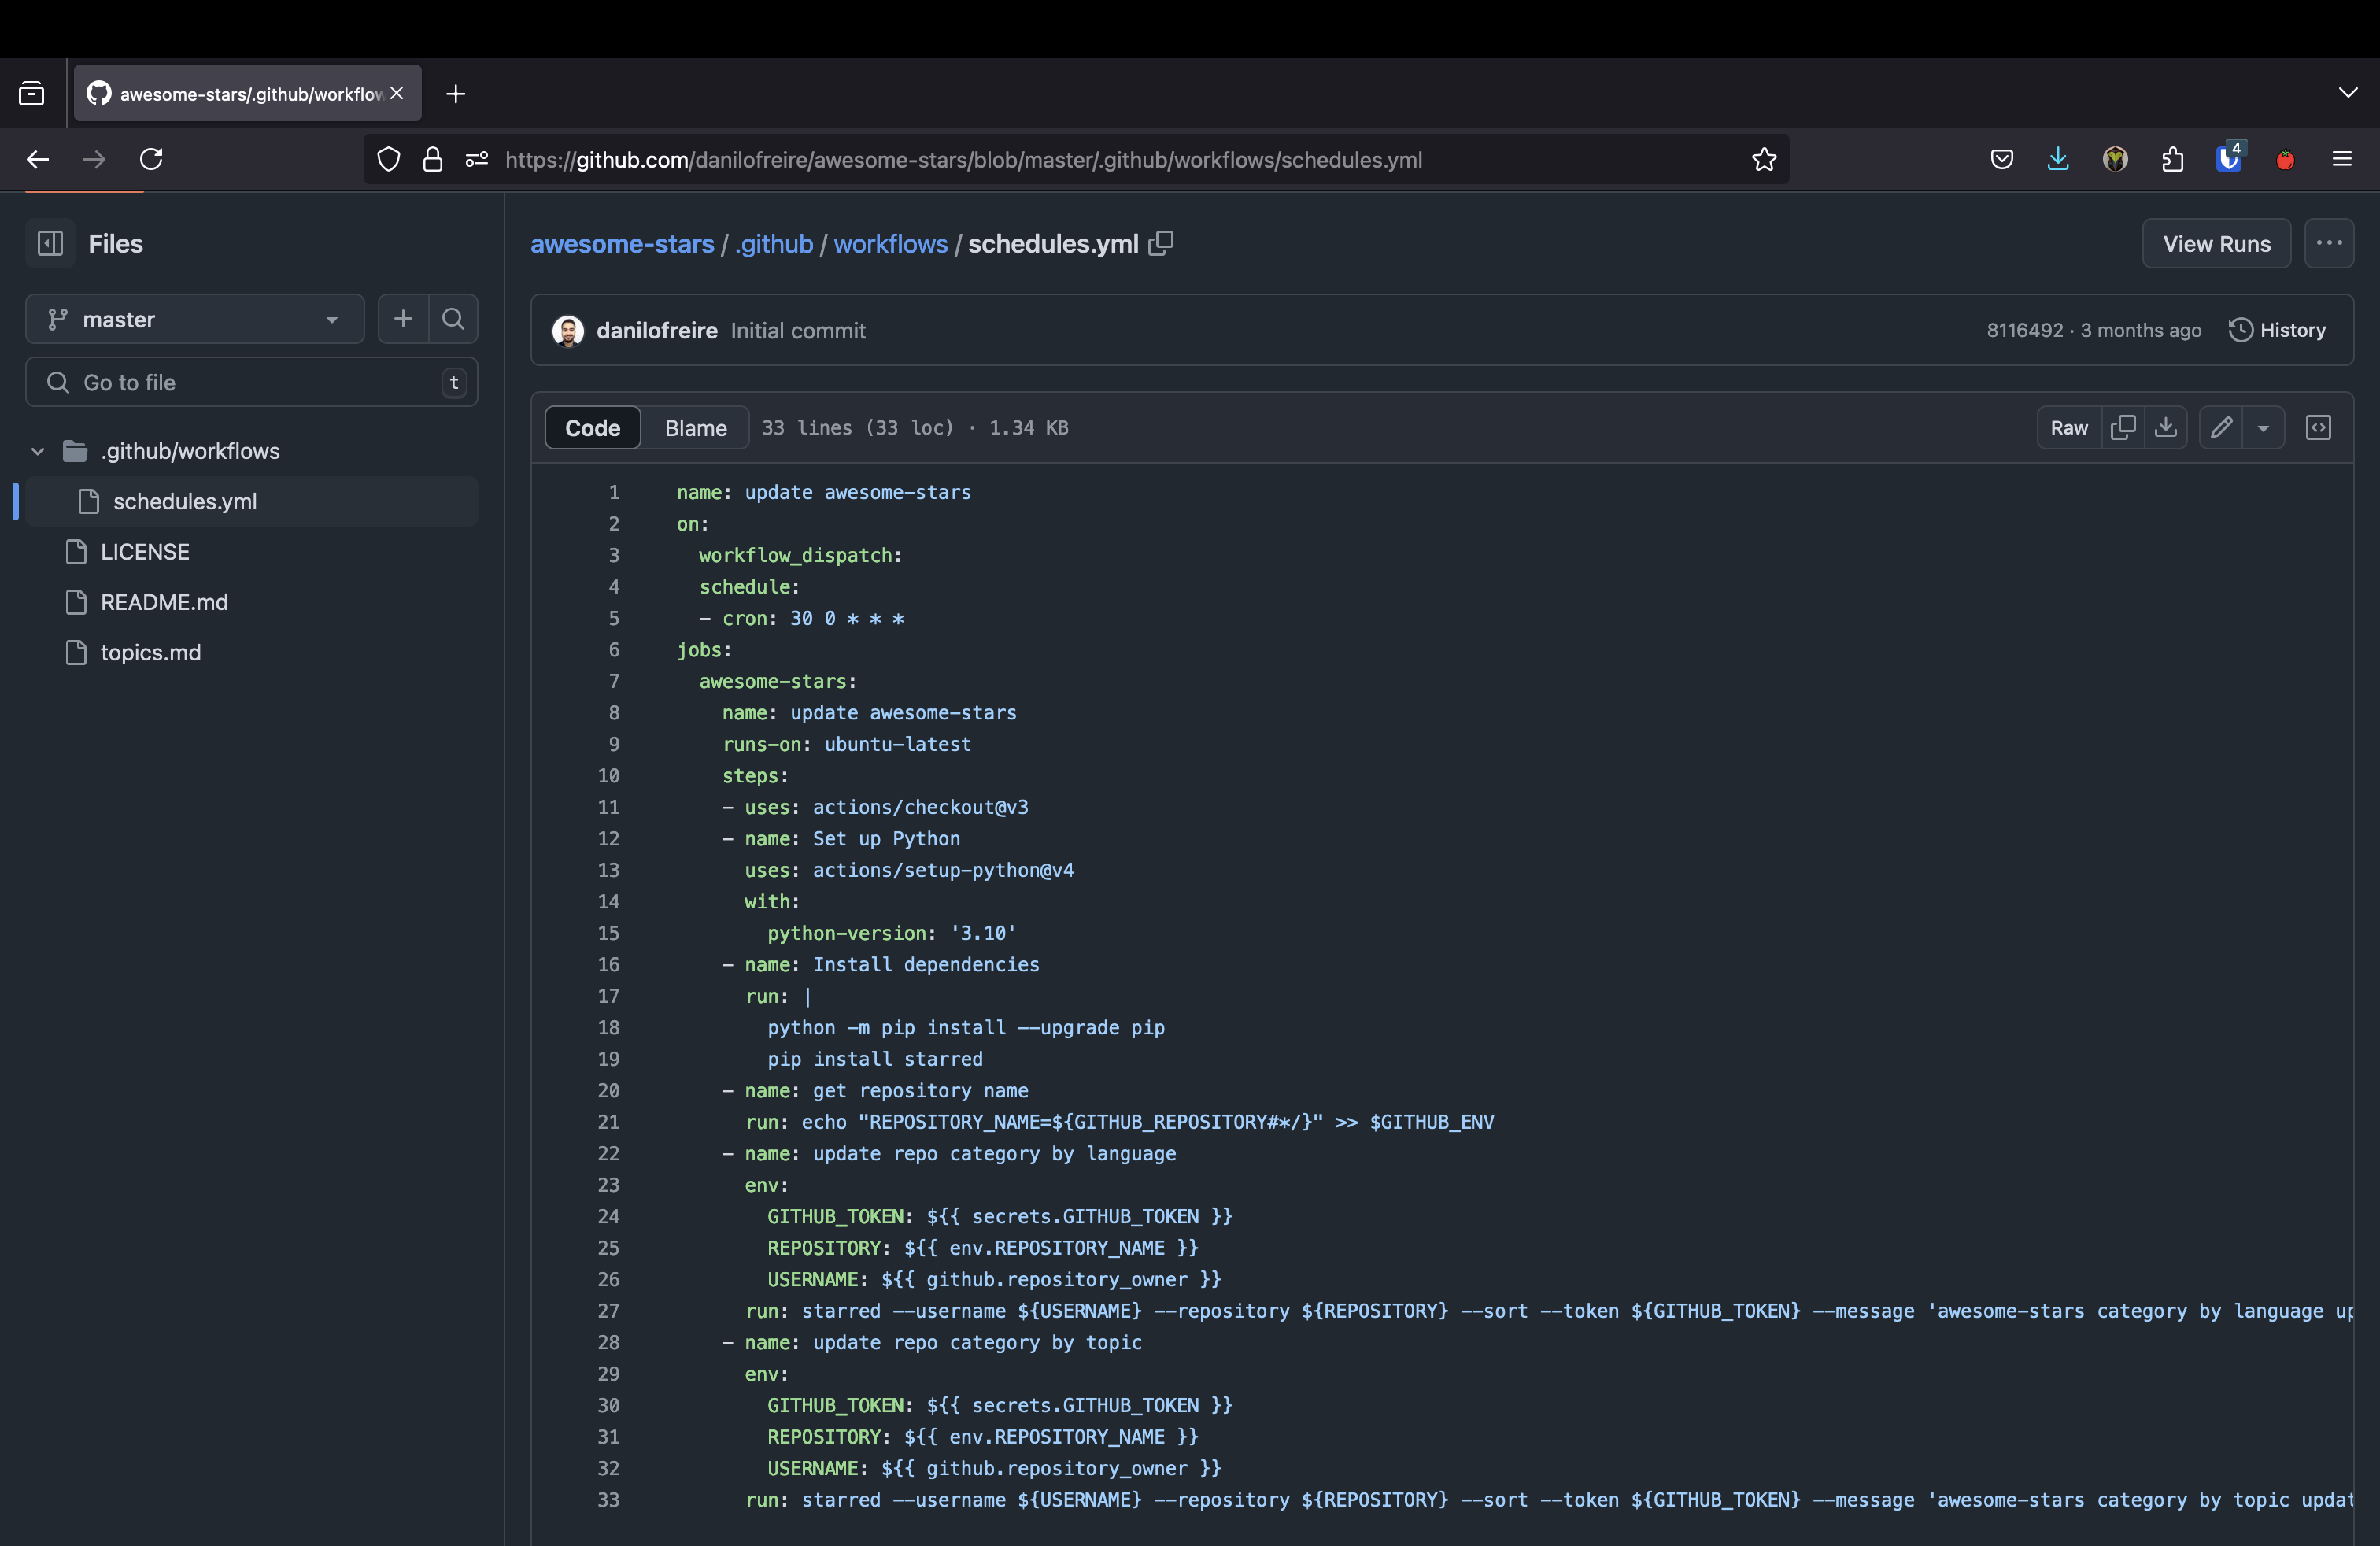 awesome-stars/.github/workflow
https://github.com/danilofreire/awesome-stars/blob/master/.github/workflows/schedules.yml
4
Files
awesome-stars / .github / workflows / schedules.yml
View Runs
master
danilofreire Initial commit
8116492 · 3 months ago
History
Go to file
t
Code Blame 33 lines (33 loc) · 1.34 KB
Raw
.github/workflows
schedules.yml
LICENSE
README.md
topics.md
1 name: update awesome-stars
2 on:
3   workflow_dispatch:
4   schedule:
5   - cron: 30 0 * * *
6 jobs:
7   awesome-stars:
8     name: update awesome-stars
9     runs-on: ubuntu-latest
10     steps:
11     - uses: actions/checkout@v3
12     - name: Set up Python
13       uses: actions/setup-python@v4
14       with:
15         python-version: '3.10'
16     - name: Install dependencies
17       run: |
18         python -m pip install --upgrade pip
19         pip install starred
20     - name: get repository name
21       run: echo "REPOSITORY_NAME=${GITHUB_REPOSITORY#*/}" >> $GITHUB_ENV
22     - name: update repo category by language
23       env:
24         GITHUB_TOKEN: ${{ secrets.GITHUB_TOKEN }}
25         REPOSITORY: ${{ env.REPOSITORY_NAME }}
26         USERNAME: ${{ github.repository_owner }}
27       run: starred --username ${USERNAME} --repository ${REPOSITORY} --sort --token ${GITHUB_TOKEN} --message 'awesome-stars category by language up
28     - name: update repo category by topic
29       env:
30         GITHUB_TOKEN: ${{ secrets.GITHUB_TOKEN }}
31         REPOSITORY: ${{ env.REPOSITORY_NAME }}
32         USERNAME: ${{ github.repository_owner }}
33       run: starred --username ${USERNAME} --repository ${REPOSITORY} --sort --token ${GITHUB_TOKEN} --message 'awesome-stars category by topic updat